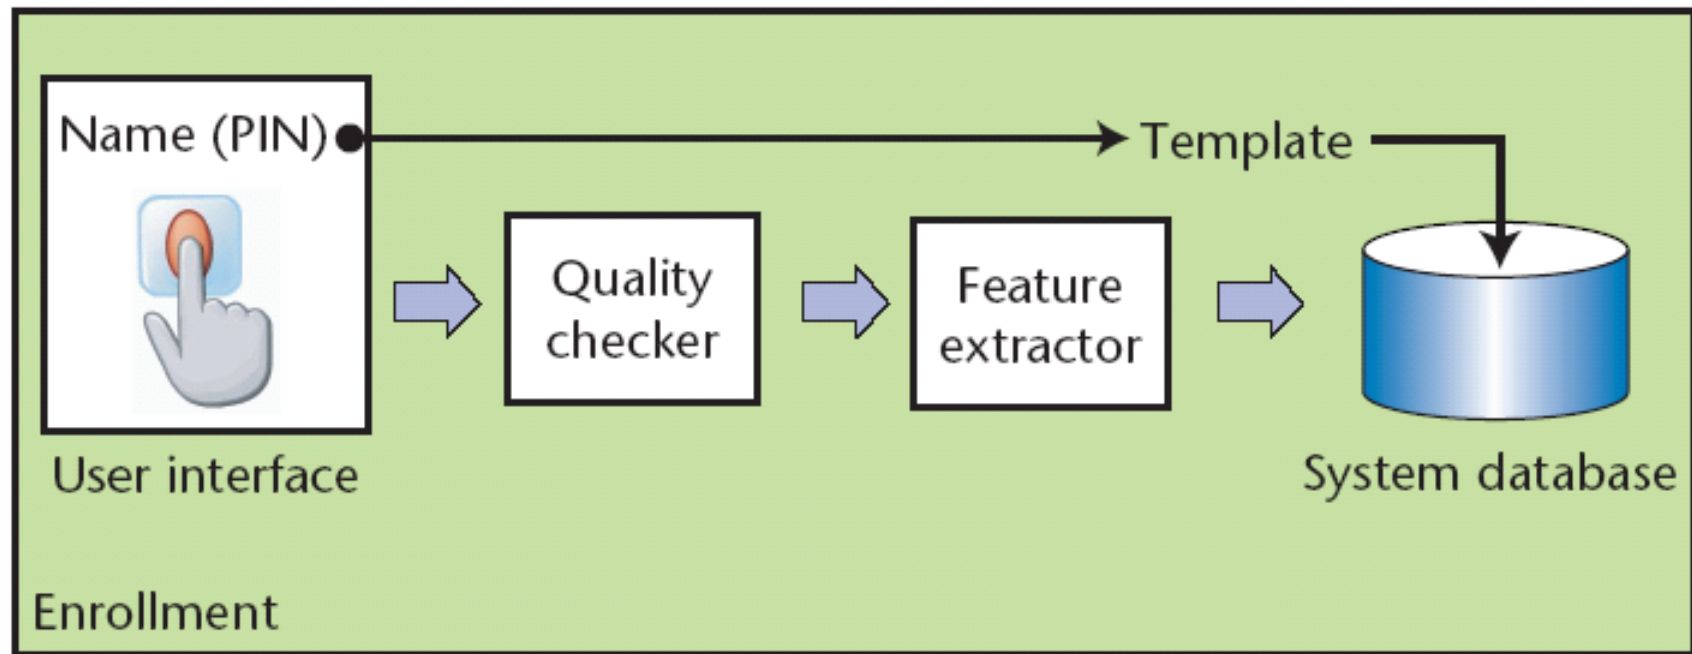 Name (PIN)
Template
Quality
checker
Feature
extractor
User interface
System database
Enrollment